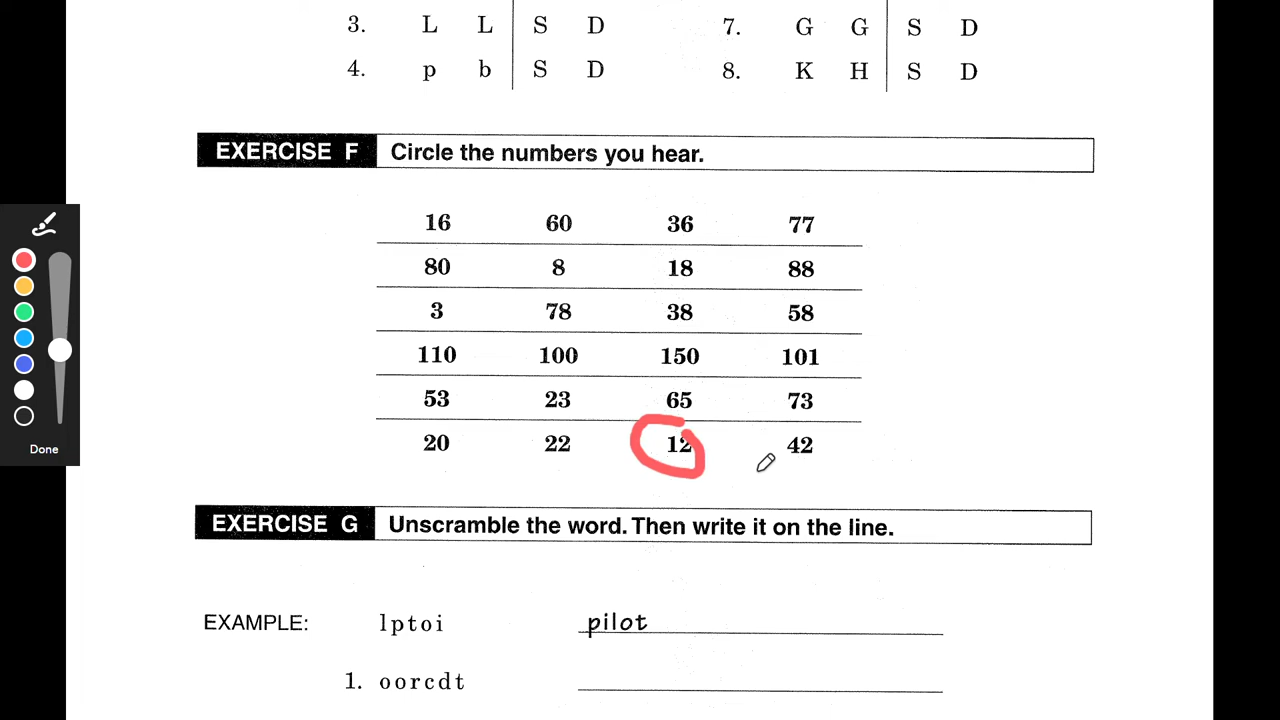 3. L L S D 7. G G S D
4. p b S D 8. K H S D
EXERCISE F Circle the numbers you hear.
16 60 36 77
80 8 18 88
3 78 38 58
110 100 150 101
53 23 65 73
20 22 12 42
Done
EXERCISE G Unscramble the word. Then write it on the line.
EXAMPLE: lptoi pilot
1. oorcdt